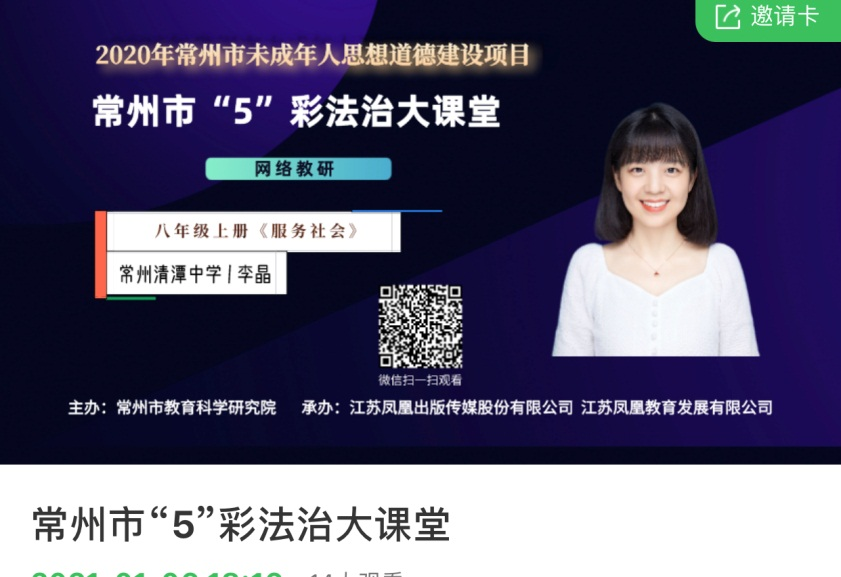 邀请卡
2020年常州市未成年人思想道德建设项目
常州市“5”彩法治大课堂
网络教研
八年级上册《服务社会》
常州清潭中学 | 李晶
微信扫一扫观看
主办：常州市教育科学研究院 承办：江苏凤凰出版传媒股份有限公司 江苏凤凰教育发展有限公司
常州市“5”彩法治大课堂